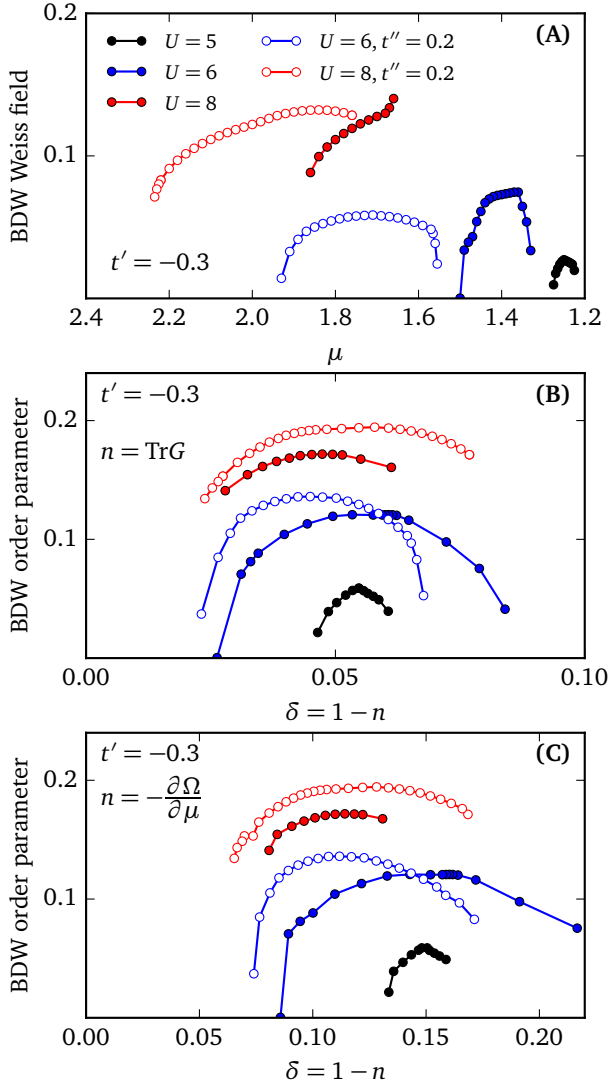 0.2
(A)
U = 5
U = 6
U = 8
U = 6, t″ = 0.2
U = 8, t″ = 0.2
BDW Weiss field
0.1
t′ = −0.3
2.4 2.2 2.0 1.8 1.6 1.4 1.2
μ
t′ = −0.3
(B)
0.2
n = TrG
BDW order parameter
0.1
0.00 0.05 0.10
δ = 1 − n
t′ = −0.3
(C)
0.2
n = −∂Ω/∂μ
BDW order parameter
0.1
0.00 0.05 0.10 0.15 0.20
δ = 1 − n